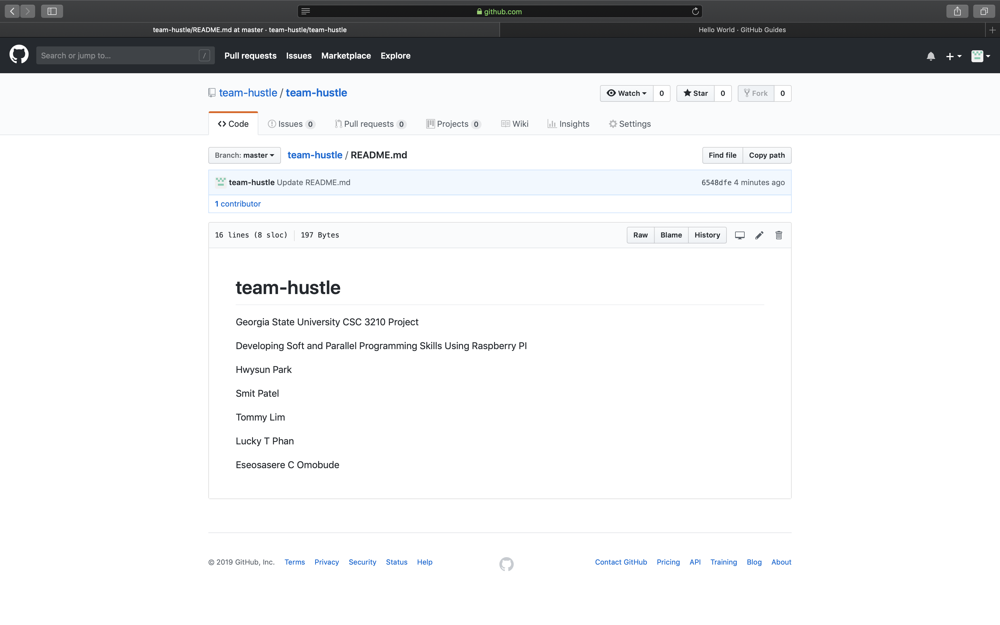 github.com
team-hustle/README.md at master · team-hustle/team-hustle
Hello World · GitHub Guides
Search or jump to... /
Pull requests Issues Marketplace Explore
team-hustle / team-hustle
Watch 0 Star 0 Fork 0
Code Issues 0 Pull requests 0 Projects 0 Wiki Insights Settings
Branch: master team-hustle / README.md Find file Copy path
team-hustle Update README.md 6548dfe 4 minutes ago
1 contributor
16 lines (8 sloc) 197 Bytes Raw Blame History
team-hustle
Georgia State University CSC 3210 Project
Developing Soft and Parallel Programming Skills Using Raspberry PI
Hwysun Park
Smit Patel
Tommy Lim
Lucky T Phan
Eseosasere C Omobude
© 2019 GitHub, Inc. Terms Privacy Security Status Help Contact GitHub Pricing API Training Blog About